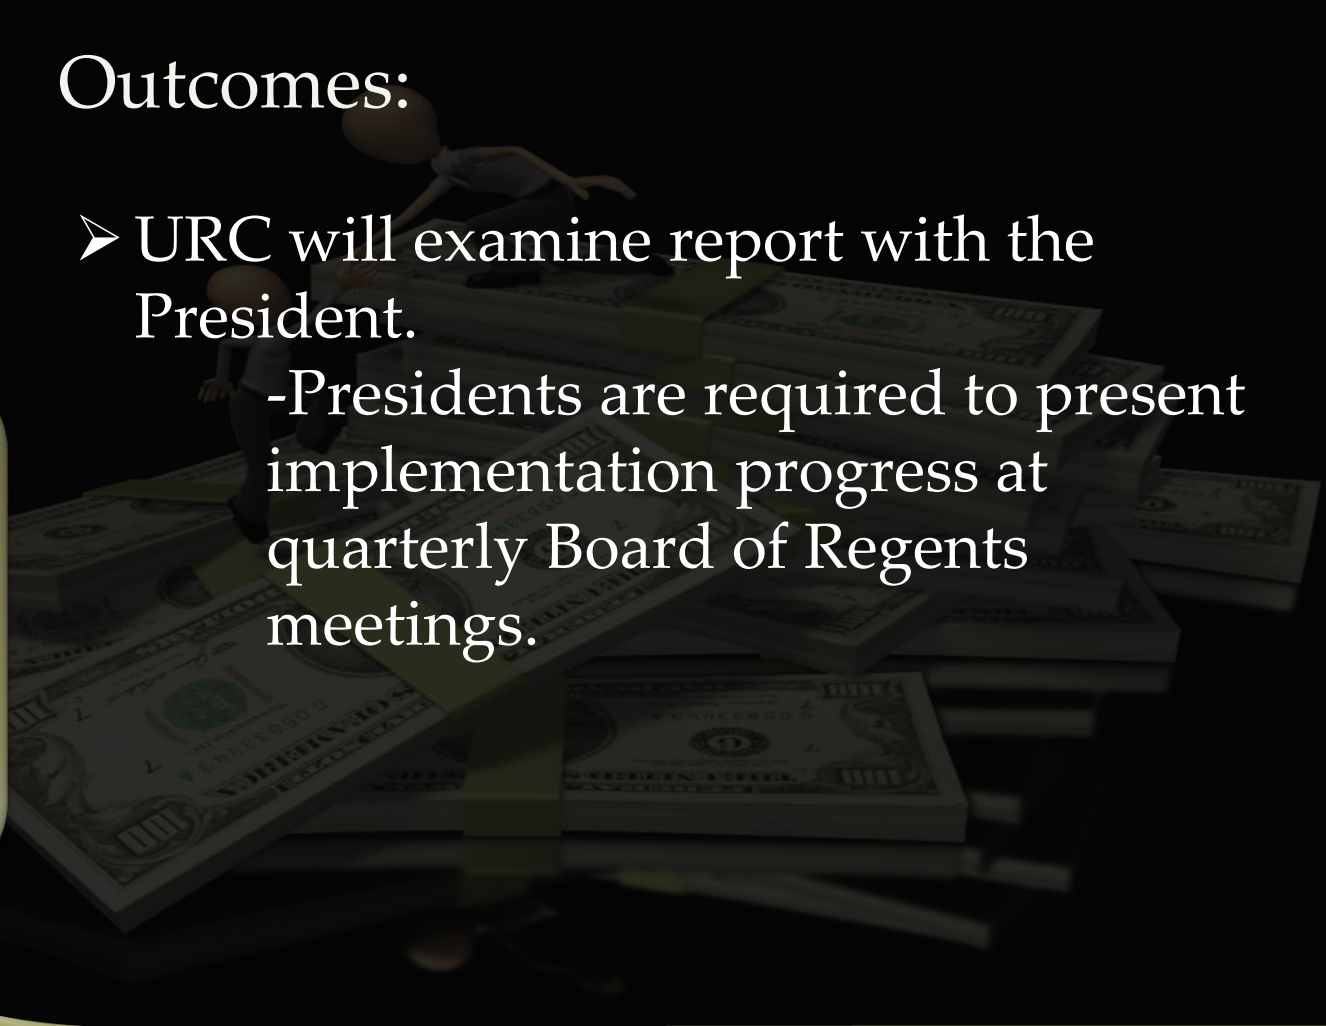 Outcomes:
➢ URC will examine report with the
President.
-Presidents are required to present
implementation progress at
quarterly Board of Regents
meetings.